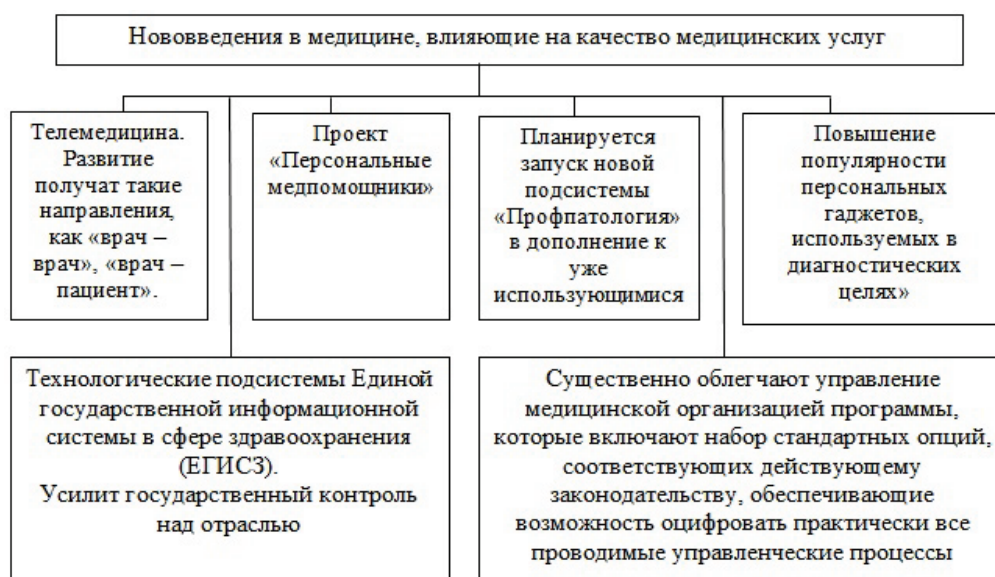 Нововведения в медицине, влияющие на качество медицинских услуг
Телемедицина.
Развитие
получат такие
направления,
как «врач –
врач», «врач –
пациент».
Проект
«Персональные
медпомощники»
Планируется
запуск новой
подсистемы
«Профпатология»
в дополнение к
уже
использующимися
Повышение
популярности
персональных
гаджетов,
используемых в
диагностических
целях»
Технологические подсистемы Единой
государственной информационной
системы в сфере здравоохранения
(ЕГИСЗ).
Усилит государственный контроль
над отраслью
Существенно облегчают управление
медицинской организацией программы,
которые включают набор стандартных опций,
соответствующих действующему
законодательству, обеспечивающие
возможность оцифровать практически все
проводимые управленческие процессы